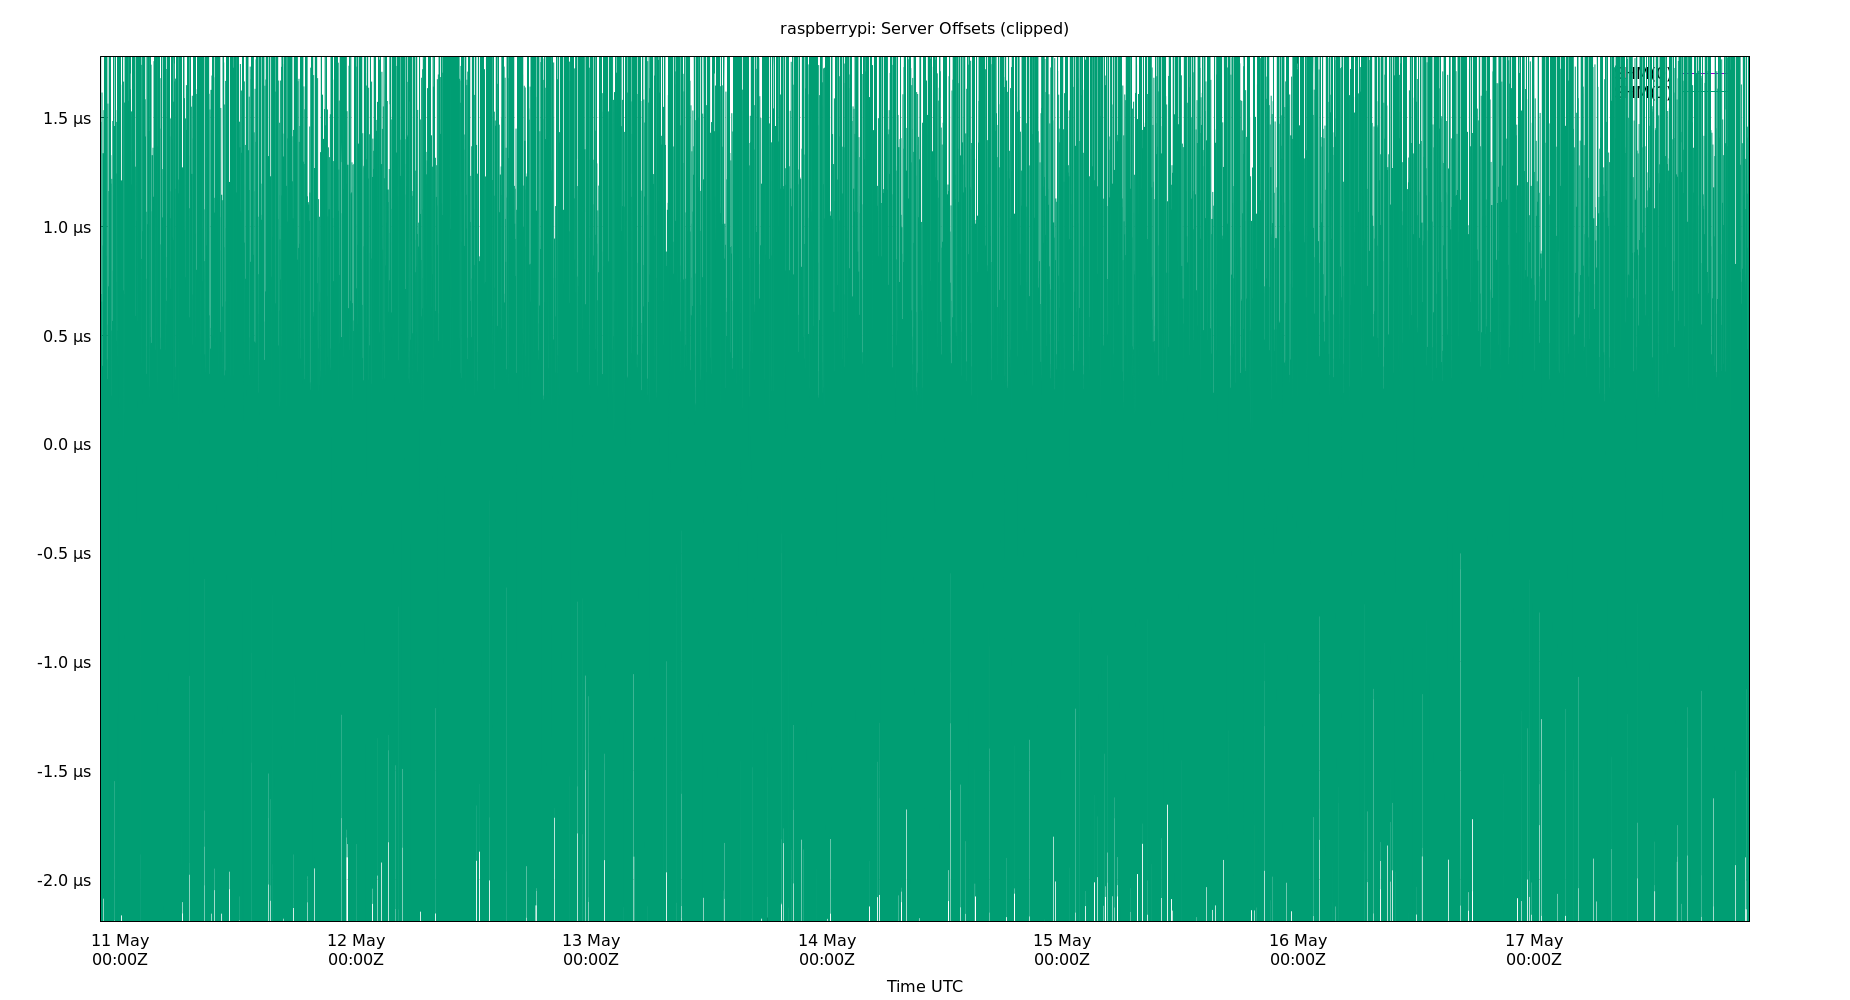 raspberrypi: Server Offsets (clipped)
1.5 µs
1.0 µs
0.5 µs
0.0 µs
-0.5 µs
-1.0 µs
-1.5 µs
-2.0 µs
11 May 12 May 13 May 14 May 15 May 16 May 17 May
00:00Z 00:00Z 00:00Z 00:00Z 00:00Z 00:00Z 00:00Z
Time UTC